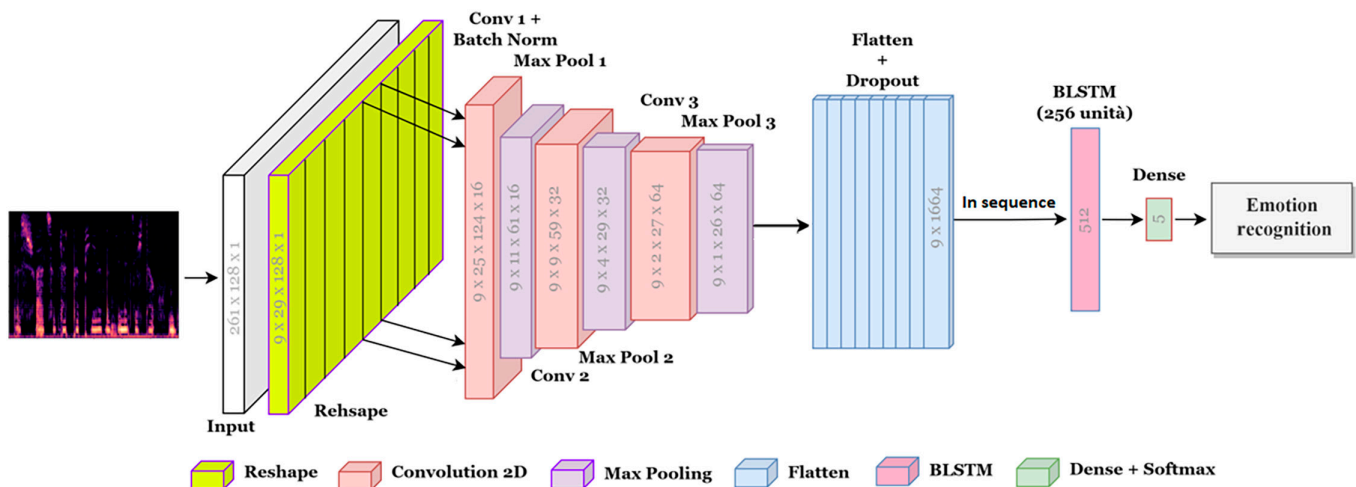 Conv 1 +
Batch Norm
Max Pool 1
Conv 3
Max Pool 3
Flatten
+
Dropout
BLSTM
(256 unità)
Dense
261 x 128 x 1
9 x 29 x 128 x 1
9 x 25 x 124 x 16
9 x 11 x 61 x 16
9 x 9 x 59 x 32
9 x 4 x 29 x 32
9 x 2 x 27 x 64
9 x 1 x 26 x 64
9 x 1664
In sequence
512
5
Emotion
recognition
Max Pool 2
Conv 2
Rehsape
Input
Reshape
Convolution 2D
Max Pooling
Flatten
BLSTM
Dense + Softmax